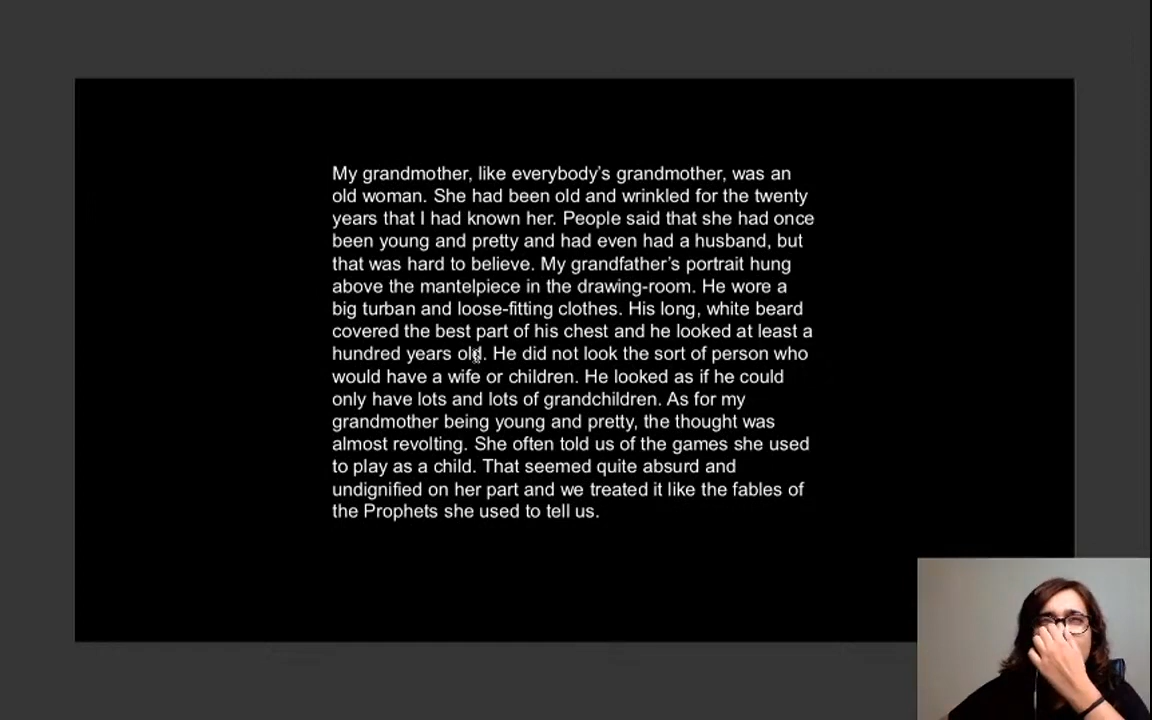 My grandmother, like everybody’s grandmother, was an
old woman. She had been old and wrinkled for the twenty
years that I had known her. People said that she had once
been young and pretty and had even had a husband, but
that was hard to believe. My grandfather’s portrait hung
above the mantelpiece in the drawing-room. He wore a
big turban and loose-fitting clothes. His long, white beard
covered the best part of his chest and he looked at least a
hundred years old. He did not look the sort of person who
would have a wife or children. He looked as if he could
only have lots and lots of grandchildren. As for my
grandmother being young and pretty, the thought was
almost revolting. She often told us of the games she used
to play as a child. That seemed quite absurd and
undignified on her part and we treated it like the fables of
the Prophets she used to tell us.